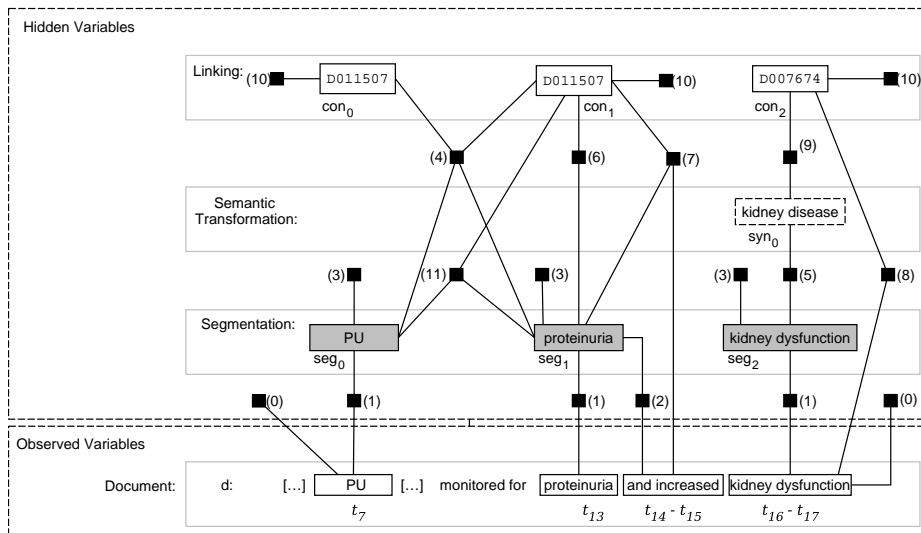 Hidden Variables
Linking:
(10) D011507 D011507 (10) D007674 (10)
con0 con1 con2
(4) (6) (7) (9)
Semantic
Transformation:
kidney disease
syn0
(3) (11) (3) (3) (5) (8)
Segmentation:
PU proteinuria kidney dysfunction
seg0 seg1 seg2
(0) (1) (1) (2) (1) (0)
Observed Variables
Document: d: [...] PU [...] monitored for proteinuria and increased kidney dysfunction
t7 t13 t14 - t15 t16 - t17